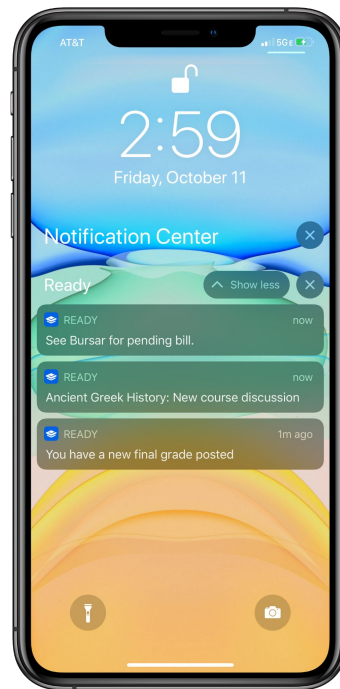 AT&T
5G E
2:59
Friday, October 11
Notification Center
Ready
Show less
READY
now
See Bursar for pending bill.
READY
now
Ancient Greek History: New course discussion
READY
1m ago
You have a new final grade posted